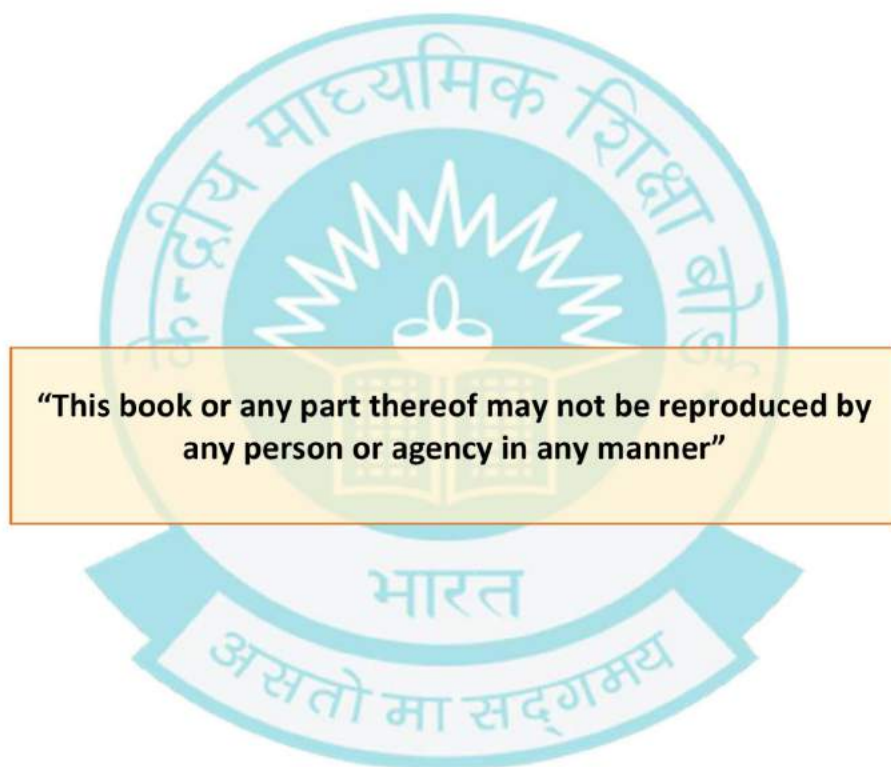 केन्द्रीय माध्यमिक शिक्षा बोर्ड
“This book or any part thereof may not be reproduced by
any person or agency in any manner”
भारत
असतो मा सद्गमय